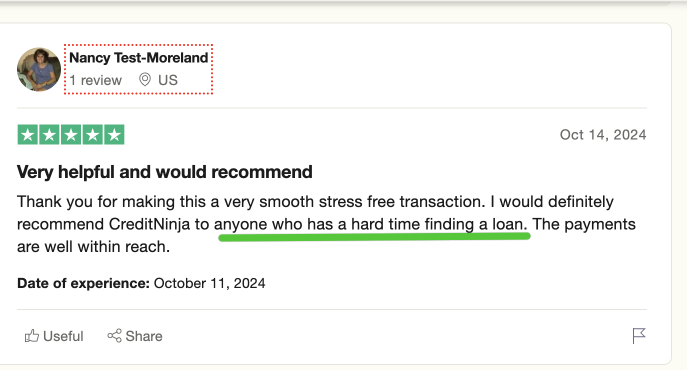 Nancy Test-Moreland
1 review US
Oct 14, 2024
Very helpful and would recommend
Thank you for making this a very smooth stress free transaction. I would definitely
recommend CreditNinja to anyone who has a hard time finding a loan. The payments
are well within reach.
Date of experience: October 11, 2024
Useful Share